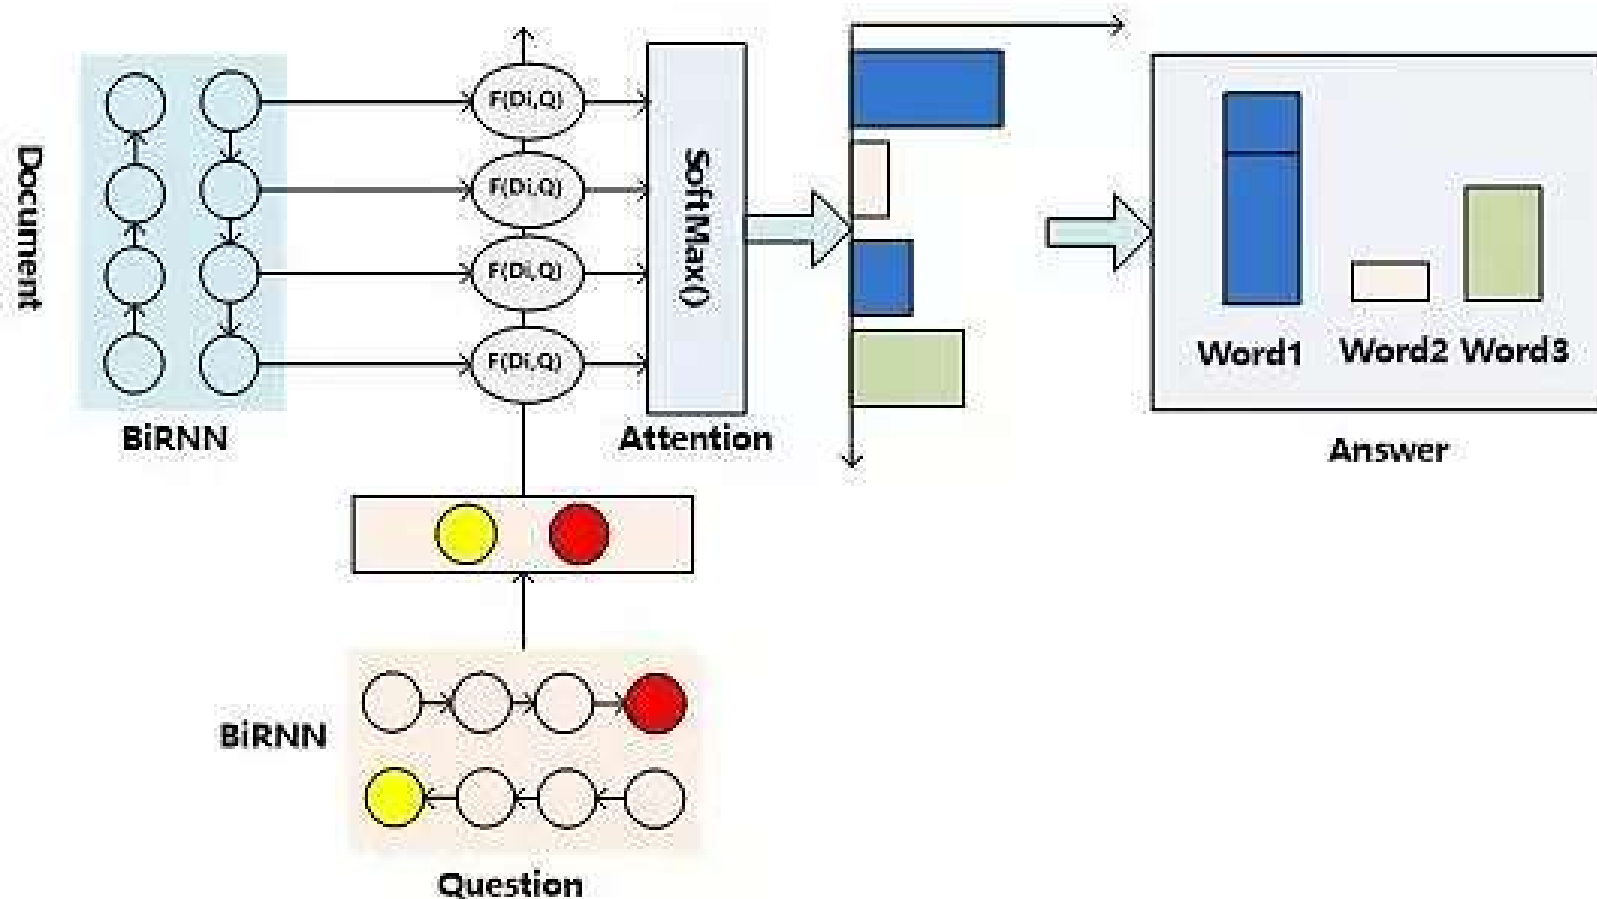 Document
F(Di,Q)
F(Di,Q)
F(Di,Q)
F(Di,Q)
SoftMax()
Word1 Word2 Word3
BiRNN
Attention
Answer
BiRNN
Question